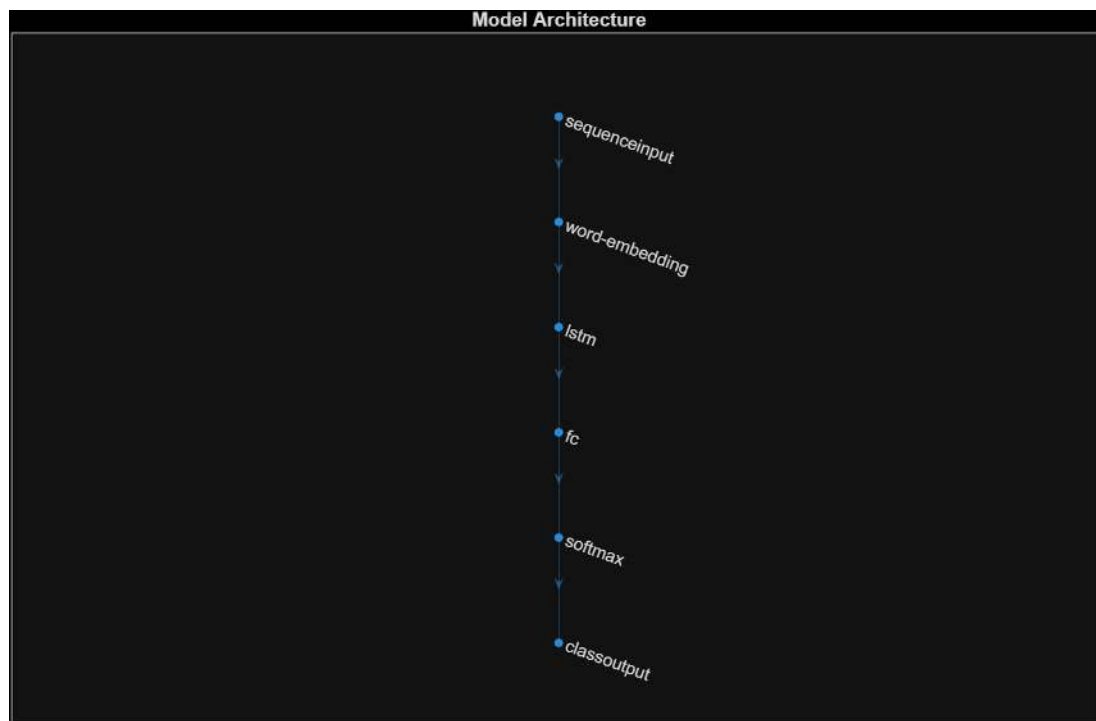 Model Architecture
sequenceinput
word-embedding
lstm
fc
softmax
classoutput